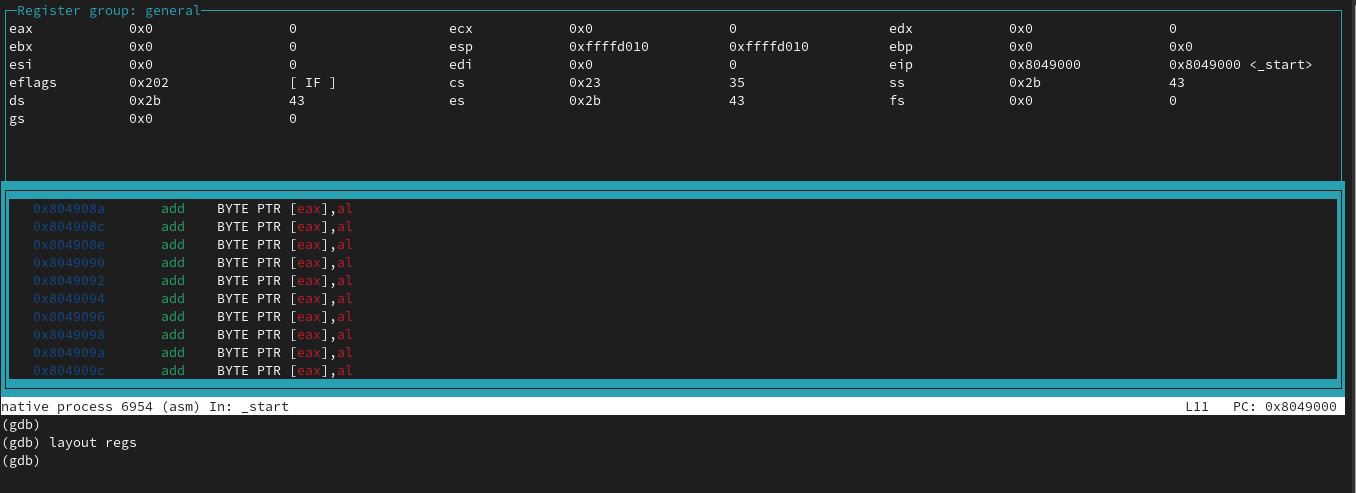 Register group: general
eax 0x0 0 ecx 0x0 0 edx 0x0 0
ebx 0x0 0 esp 0xffffd010 0xffffd010 ebp 0x0 0x0
esi 0x0 0 edi 0x0 0 eip 0x8049000 0x8049000 <_start>
eflags 0x202 [ IF ] cs 0x23 35 ss 0x2b 43
ds 0x2b 43 es 0x2b 43 fs 0x0 0
gs 0x0 0
0x804908a add BYTE PTR [eax],al
0x804908c add BYTE PTR [eax],al
0x804908e add BYTE PTR [eax],al
0x8049090 add BYTE PTR [eax],al
0x8049092 add BYTE PTR [eax],al
0x8049094 add BYTE PTR [eax],al
0x8049096 add BYTE PTR [eax],al
0x8049098 add BYTE PTR [eax],al
0x804909a add BYTE PTR [eax],al
0x804909c add BYTE PTR [eax],al
native process 6954 (asm) In: _start L11 PC: 0x8049000
(gdb)
(gdb) layout regs
(gdb)